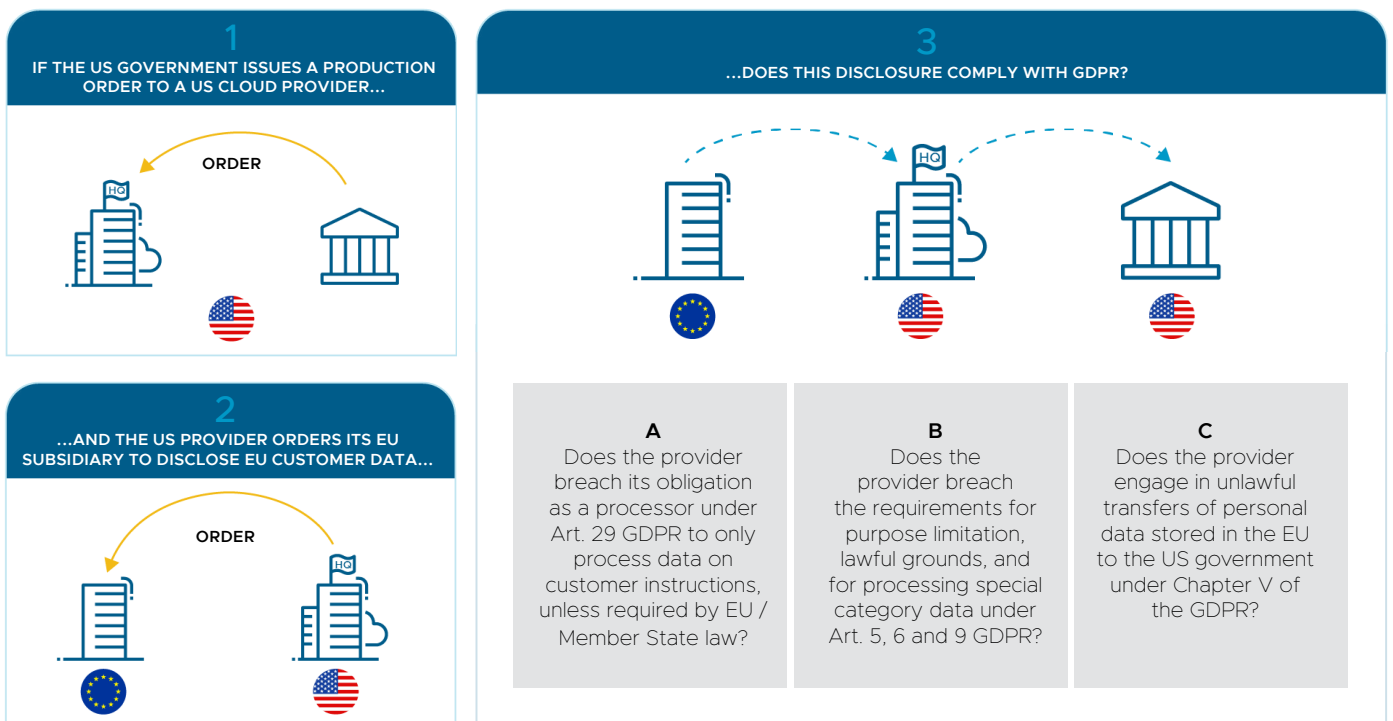 1
IF THE US GOVERNMENT ISSUES A PRODUCTION
ORDER TO A US CLOUD PROVIDER...
ORDER
HQ
2
...AND THE US PROVIDER ORDERS ITS EU
SUBSIDIARY TO DISCLOSE EU CUSTOMER DATA...
ORDER
HQ
3
...DOES THIS DISCLOSURE COMPLY WITH GDPR?
HQ
A
Does the provider
breach its obligation
as a processor under
Art. 29 GDPR to only
process data on
customer instructions,
unless required by EU /
Member State law?
B
Does the
provider breach
the requirements for
purpose limitation,
lawful grounds, and
for processing special
category data under
Art. 5, 6 and 9 GDPR?
C
Does the provider
engage in unlawful
transfers of personal
data stored in the EU
to the US government
under Chapter V of
the GDPR?